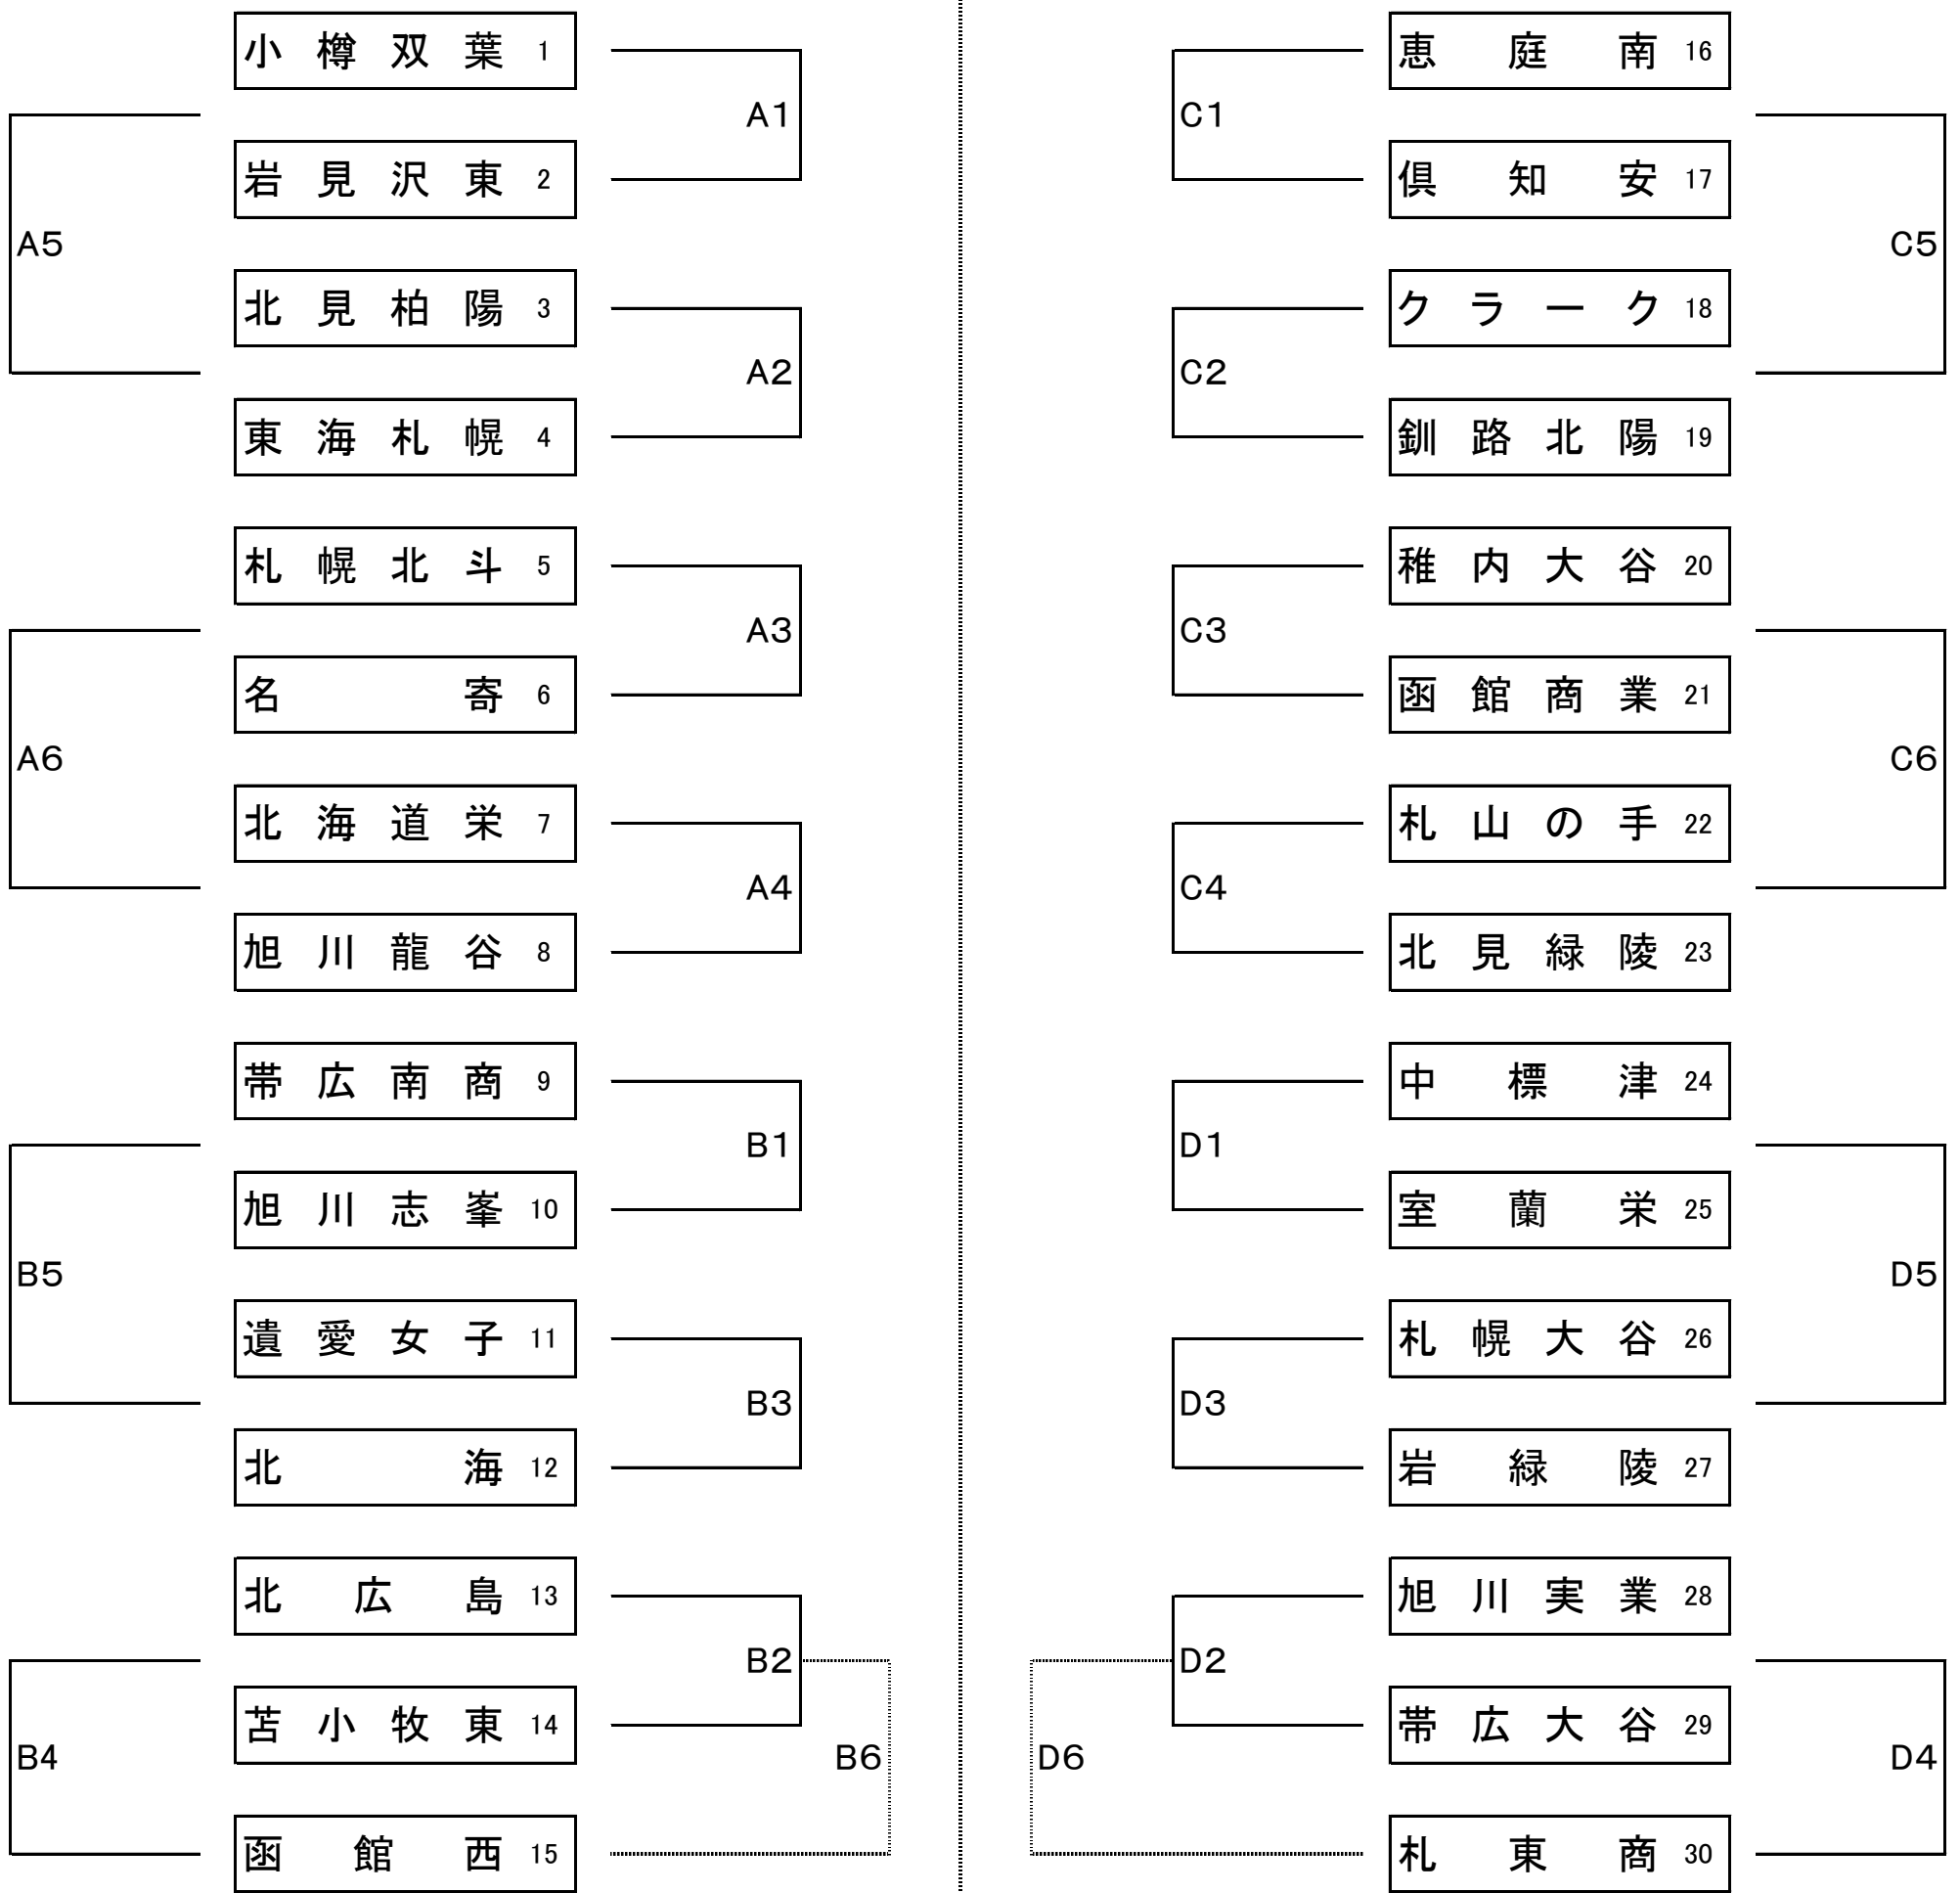 小樽双葉 1
A1
岩見沢東 2
A5
北見柏陽 3
A2
東海札幌 4
札幌北斗 5
A3
名寄 6
A6
北海道栄 7
A4
旭川龍谷 8
帯広南商 9
B1
旭川志峯 10
B5
遺愛女子 11
B3
北海 12
北広島 13
B2
苫小牧東 14
B4
B6
函館西 15
恵庭南 16
C1
倶知安 17
C5
クラーク 18
C2
釧路北陽 19
稚内大谷 20
C3
函館商業 21
C6
札山の手 22
C4
北見緑陵 23
中標津 24
D1
室蘭栄 25
D5
札幌大谷 26
D3
岩緑陵 27
旭川実業 28
D2
帯広大谷 29
D6
D4
札東商 30